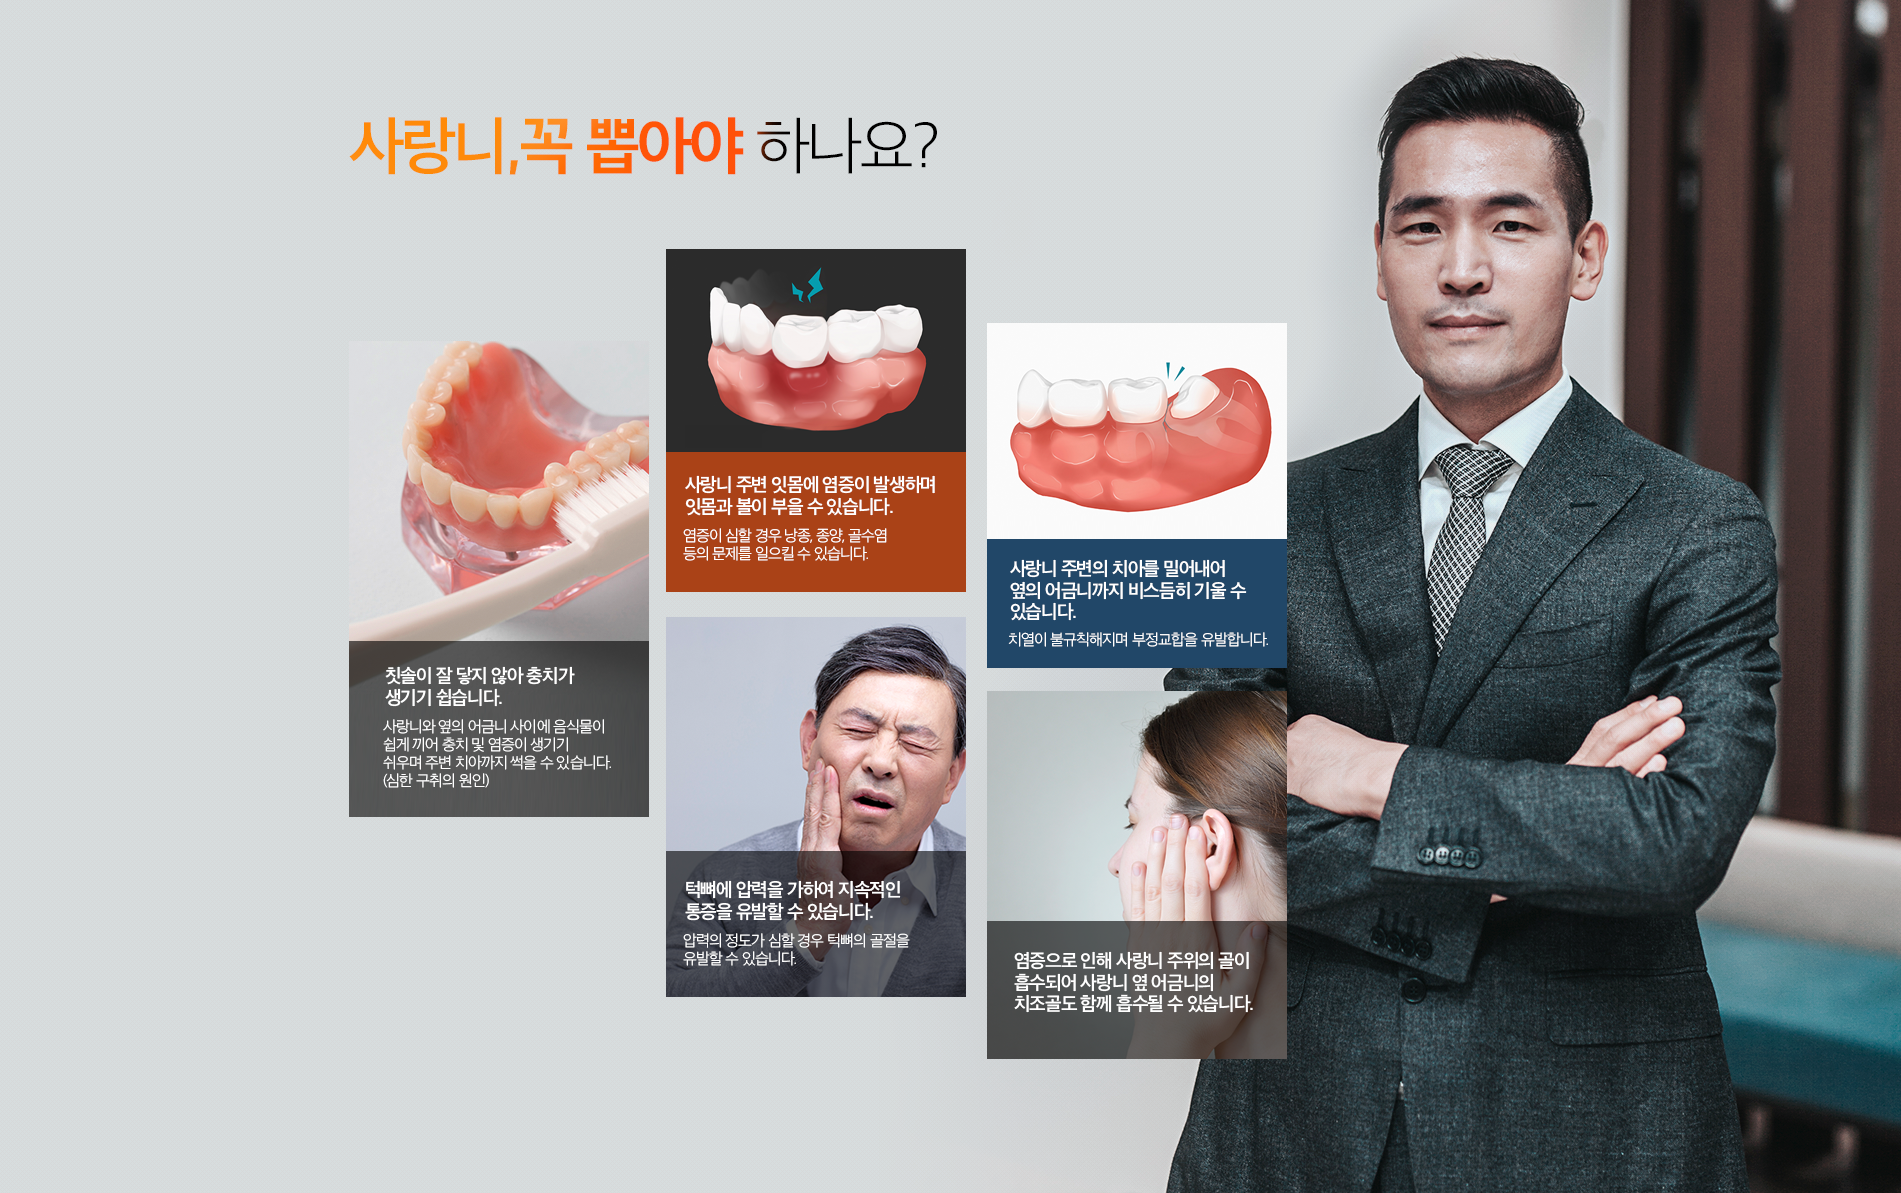 사랑니,꼭 뽑아야 하나요?
칫솔이 잘 닿지 않아 충치가
생기기 쉽습니다.
사랑니와 옆의 어금니 사이에 음식물이
쉽게 끼어 충치 및 염증이 생기기
쉬우며 주변 치아까지 썩을 수 있습니다.
(심한 구취의 원인)
사랑니 주변 잇몸에 염증이 발생하며
잇몸과 볼이 부을 수 있습니다.
염증이 심할 경우 낭종, 종양, 골수염
등의 문제를 일으킬 수 있습니다.
턱뼈에 압력을 가하여 지속적인
통증을 유발할 수 있습니다.
압력의 정도가 심할 경우 턱뼈의 골절을
유발할 수 있습니다.
사랑니 주변의 치아를 밀어내어
옆의 어금니까지 비스듬히 기울 수
있습니다.
치열이 불규칙해지며 부정교합을 유발합니다.
염증으로 인해 사랑니 주위의 골이
흡수되어 사랑니 옆 어금니의
치조골도 함께 흡수될 수 있습니다.